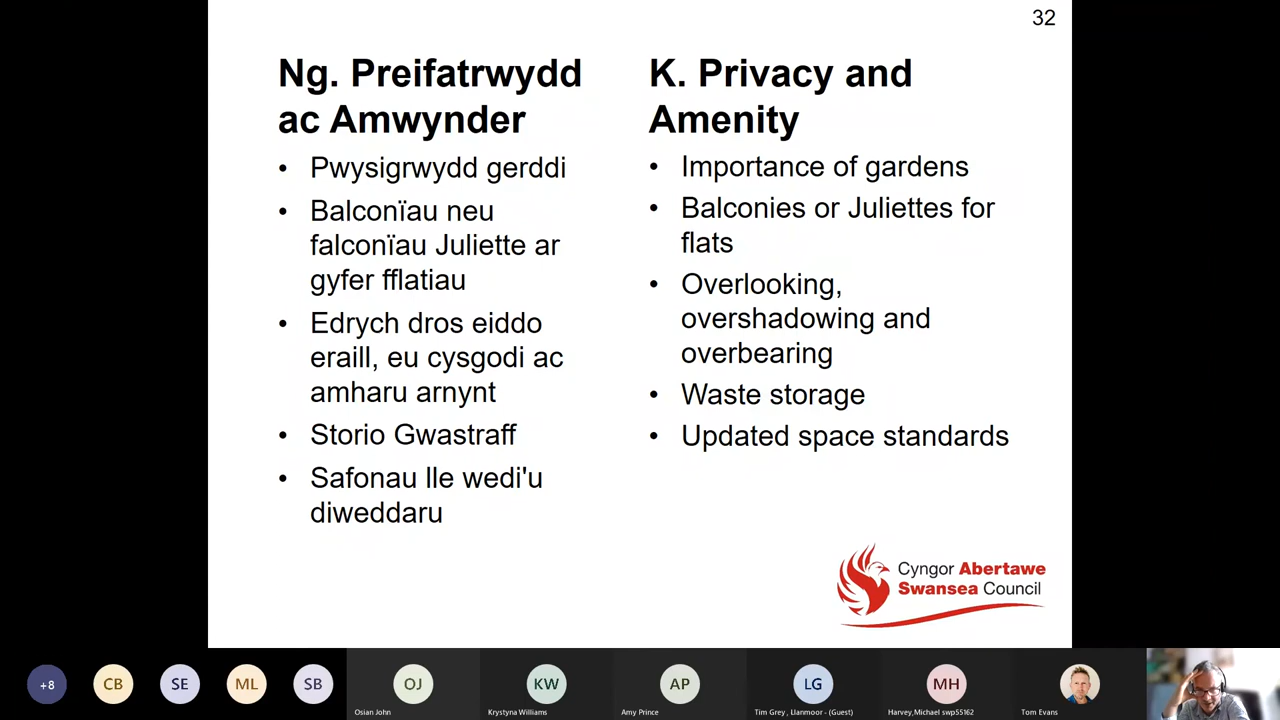 32
Ng. Preifatrwydd
ac Amwynder
• Pwysigrwydd gerddi
• Balconïau neu
falconïau Juliette ar
gyfer fflatiau
• Edrych dros eiddo
eraill, eu cysgodi ac
amharu arnynt
• Storio Gwastraff
• Safonau lle wedi'u
diweddaru
K. Privacy and
Amenity
• Importance of gardens
• Balconies or Juliettes for
flats
• Overlooking,
overshadowing and
overbearing
• Waste storage
• Updated space standards
Cyngor Abertawe
Swansea Council
+8
CB
SE
ML
SB
OJ
Osian John
KW
Krystyna Williams
AP
Amy Prince
LG
Tim Grey , Llanmoor - (Guest)
MH
Harvey,Michael swp55162
Tom Evans